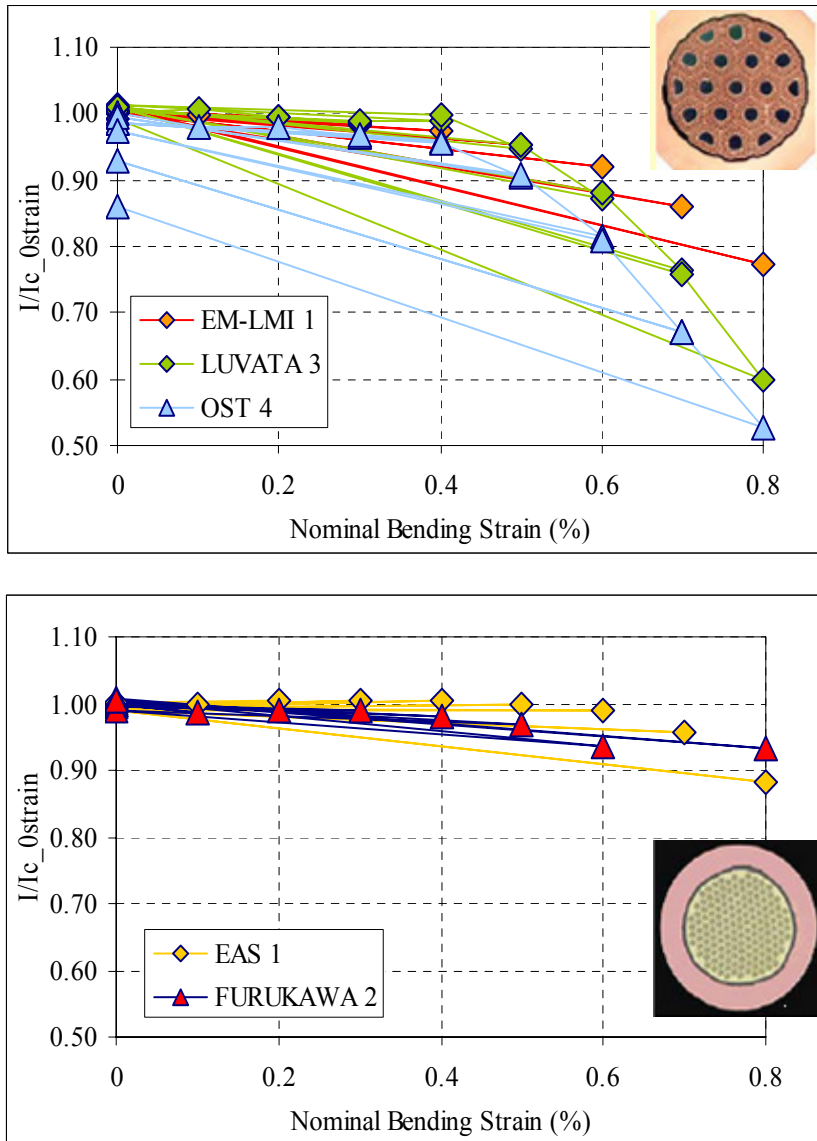 1.10
1.00
0.90
0.80
0.70
0.60
0.50
I/Ic_0strain
EM-LMI 1
LUVATA 3
OST 4
0 0.2 0.4 0.6 0.8
Nominal Bending Strain (%)
1.10
1.00
0.90
0.80
0.70
0.60
0.50
I/Ic_0strain
EAS 1
FURUKAWA 2
0 0.2 0.4 0.6 0.8
Nominal Bending Strain (%)